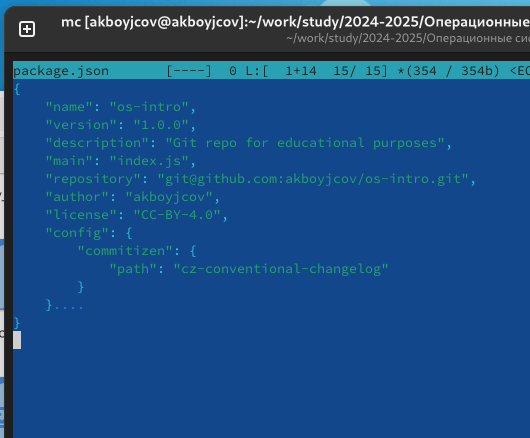 mc [akboyjcov@akboyjcov]:~/work/study/2024-2025/Операционные
~/work/study/2024-2025/Операционные сис
package.json       [----]  0 L:[  1+14  15/ 15] *(354 / 354b) <EO
{
    "name": "os-intro",
    "version": "1.0.0",
    "description": "Git repo for educational purposes",
    "main": "index.js",
    "repository": "git@github.com:akboyjcov/os-intro.git",
    "author": "akboyjcov",
    "license": "CC-BY-4.0",
    "config": {
        "commitizen": {
            "path": "cz-conventional-changelog"
        }
    }....
}